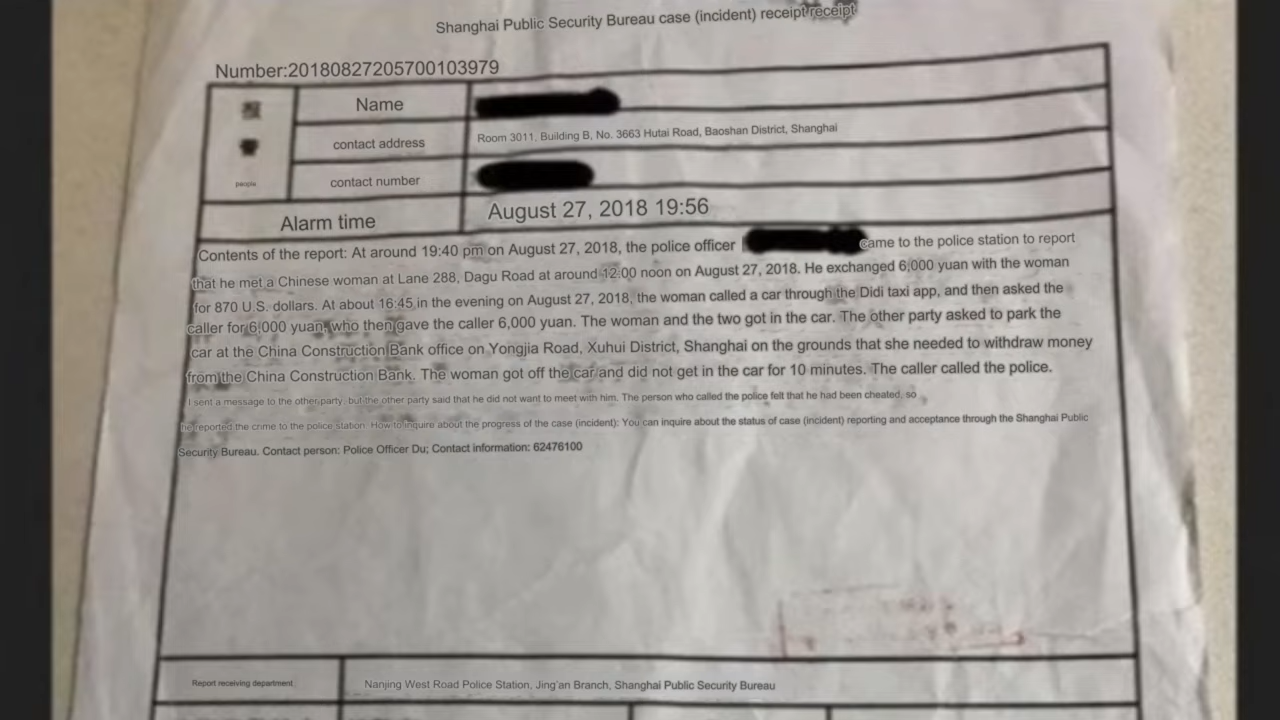 Shanghai Public Security Bureau case (incident) receipt receipt
Number:20180827205700103979
Name
contact address
Room 3011, Building B, No. 3663 Hutai Road, Baoshan District, Shanghai
people
contact number
Alarm time
August 27, 2018 19:56
Contents of the report: At around 19:40 pm on August 27, 2018, the police officer came to the police station to report
that he met a Chinese woman at Lane 288, Dagu Road at around 12:00 noon on August 27, 2018. He exchanged 6,000 yuan with the woman
for 870 U.S. dollars. At about 16:45 in the evening on August 27, 2018, the woman called a car through the Didi taxi app, and then asked the
caller for 6,000 yuan, who then gave the caller 6,000 yuan. The woman and the two got in the car. The other party asked to park the
car at the China Construction Bank office on Yongjia Road, Xuhui District, Shanghai on the grounds that she needed to withdraw money
from the China Construction Bank. The woman got off the car and did not get in the car for 10 minutes. The caller called the police.
I sent a message to the other party, but the other party said that he did not want to meet with him. The person who called the police felt that he had been cheated, so
he reported the crime to the police station. How to inquire about the progress of the case (incident): You can inquire about the status of case (incident) reporting and acceptance through the Shanghai Public
Security Bureau. Contact person: Police Officer Du; Contact information: 62476100
Report receiving department
Nanjing West Road Police Station, Jing'an Branch, Shanghai Public Security Bureau